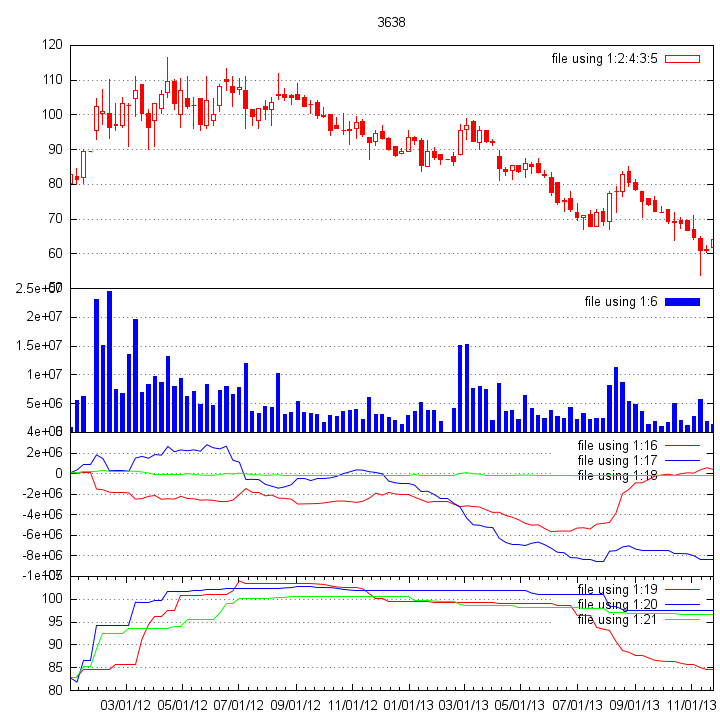 3638
file using 1:2:4:3:5
120
110
100
90
80
70
60
50
file using 1:6
2.5e+07
2e+07
1.5e+07
1e+07
5e+06
0
file using 1:16
file using 1:17
file using 1:18
4e+06
2e+06
0
-2e+06
-4e+06
-6e+06
-8e+06
-1e+07
file using 1:19
file using 1:20
file using 1:21
105
100
95
90
85
80
03/01/12 05/01/12 07/01/12 09/01/12 11/01/12 01/01/13 03/01/13 05/01/13 07/01/13 09/01/13 11/01/13